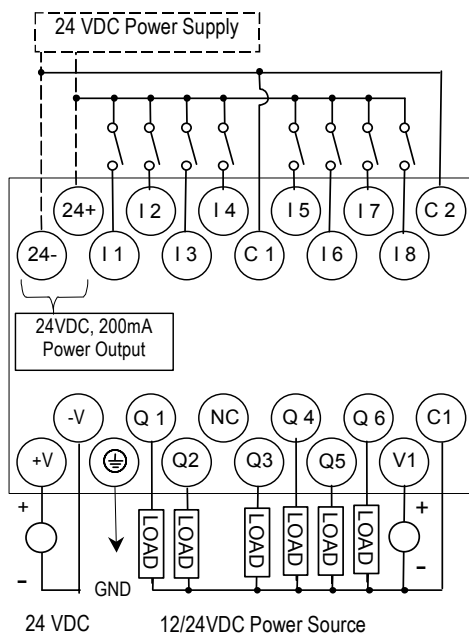 24 VDC Power Supply
24+ I 2 I 4 I 5 I 7 C 2
24- I 1 I 3 C 1 I 6 I 8
24VDC, 200mA
Power Output
-V Q 1 NC Q 4 Q 6 C1
+V Q2 Q3 Q5 V1
+ LOAD LOAD LOAD LOAD LOAD LOAD +
- -
GND
24 VDC 12/24VDC Power Source